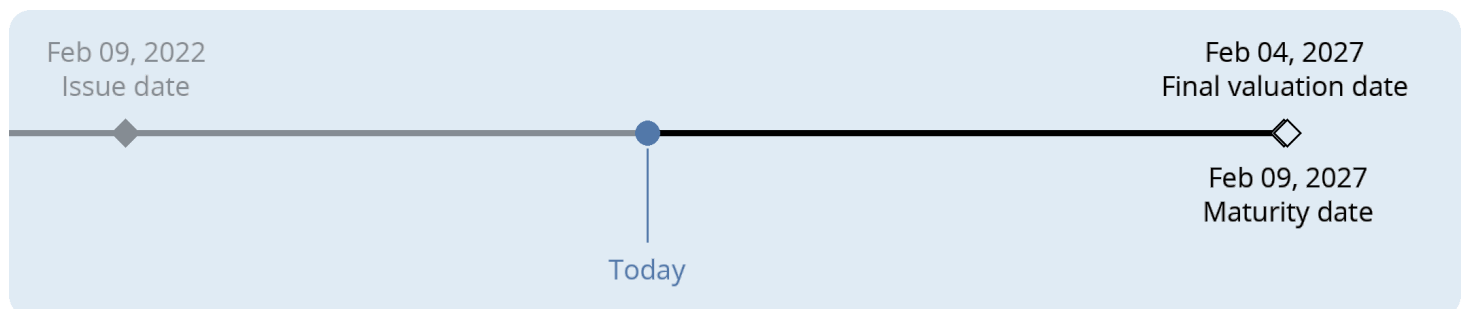 Feb 09, 2022
Issue date
Feb 04, 2027
Final valuation date
Feb 09, 2027
Maturity date
Today